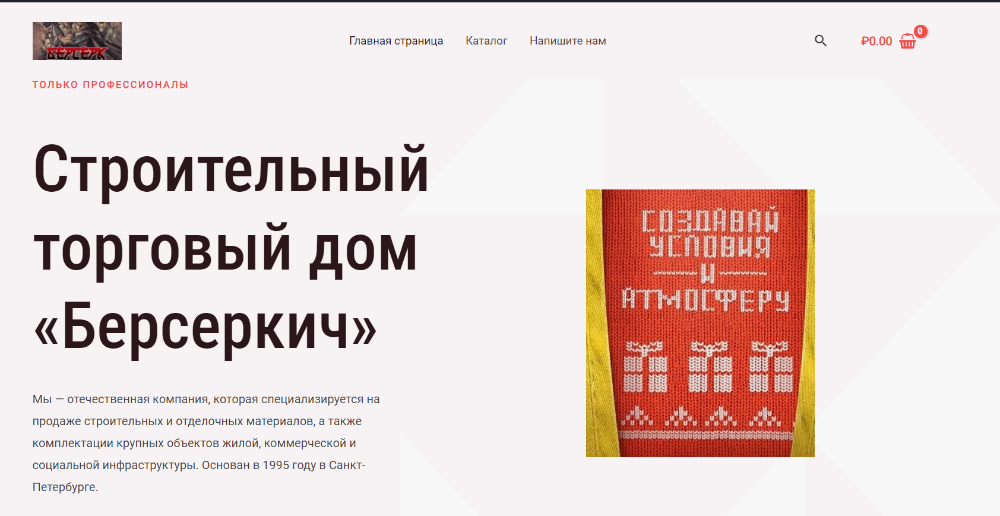 БЕРСЕРК
Главная страница
Каталог
Напишите нам
₽0.00
0
ТОЛЬКО ПРОФЕССИОНАЛЫ
Строительный
торговый дом
«Берсеркич»
Мы — отечественная компания, которая специализируется на
продаже строительных и отделочных материалов, а также
комплектации крупных объектов жилой, коммерческой и
социальной инфраструктуры. Основан в 1995 году в Санкт-
Петербурге.
СОЗДАВАЙ
УСЛОВИЯ
И
АТМОСФЕРУ